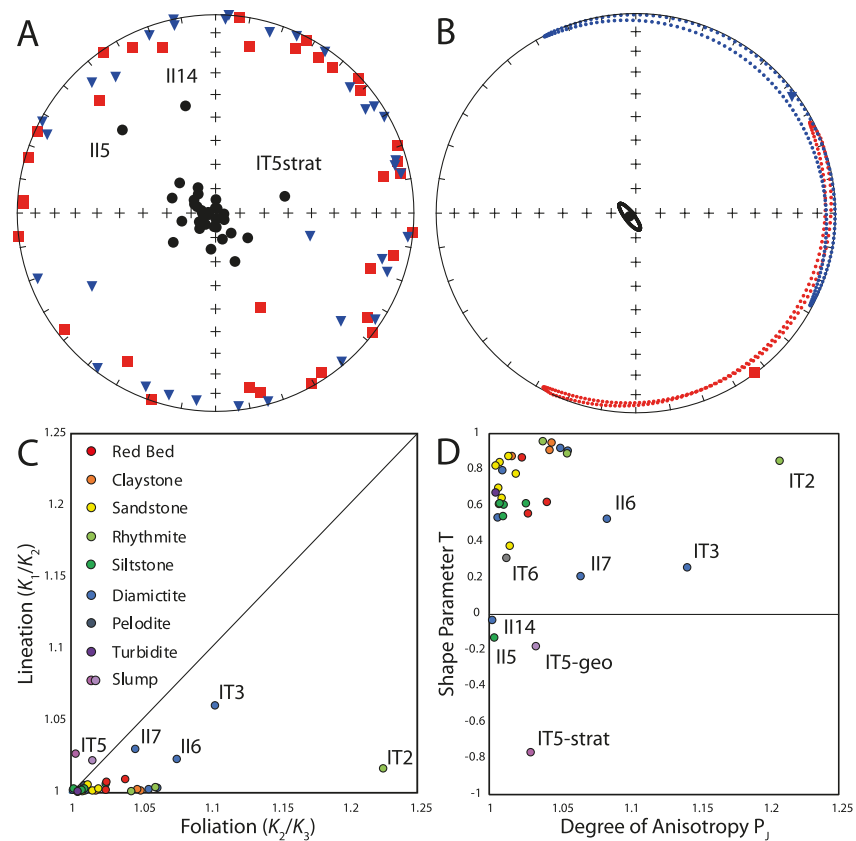 A
II14
II5
IT5strat
B
C
1.25
1.2
1.15
1.1
1.05
1
Lineation (K1/K2)
Red Bed
Claystone
Sandstone
Rhythmite
Siltstone
Diamictite
Pelodite
Turbidite
Slump
IT3
IT5
II7
II6
IT2
1 1.05 1.1 1.15 1.2 1.25
Foliation (K2/K3)
D
1
0.8
0.6
0.4
0.2
0
-0.2
-0.4
-0.6
-0.8
-1
Shape Parameter T
IT2
II6
IT6
II7
IT3
II14
II5
IT5-geo
IT5-strat
1 1.05 1.1 1.15 1.2 1.25
Degree of Anisotropy PJ